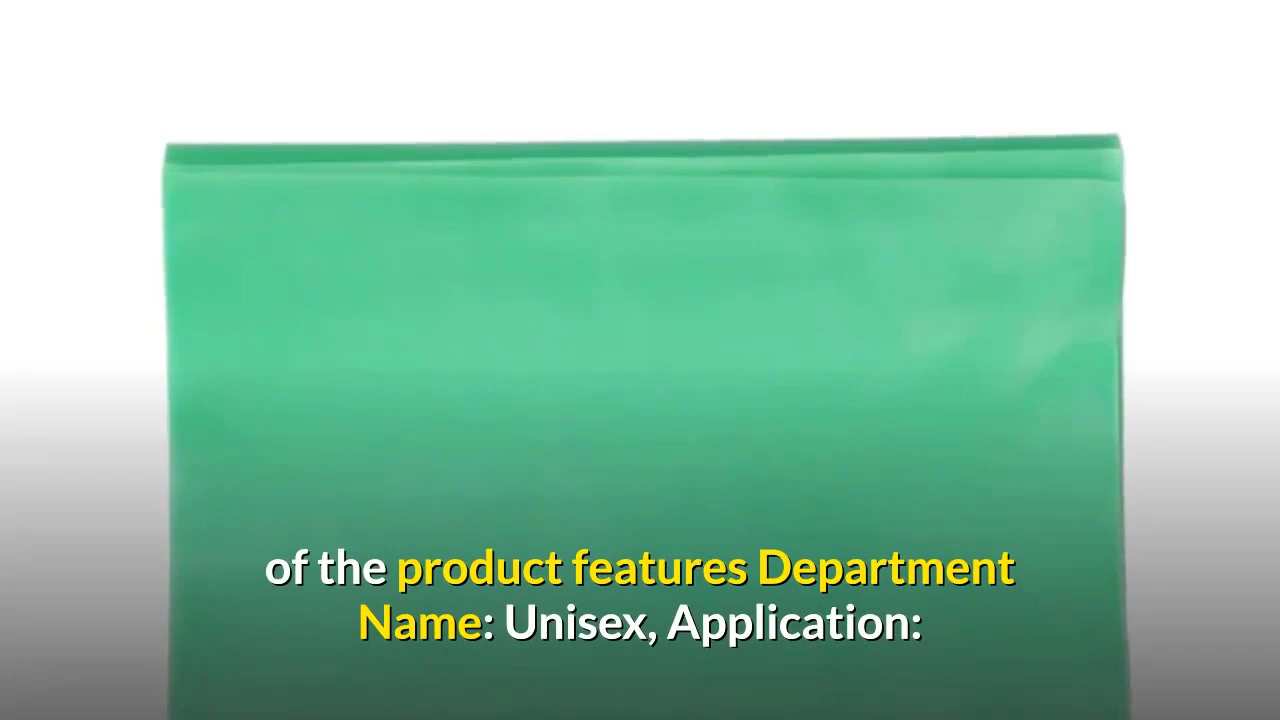 of the product features Department
Name: Unisex, Application: